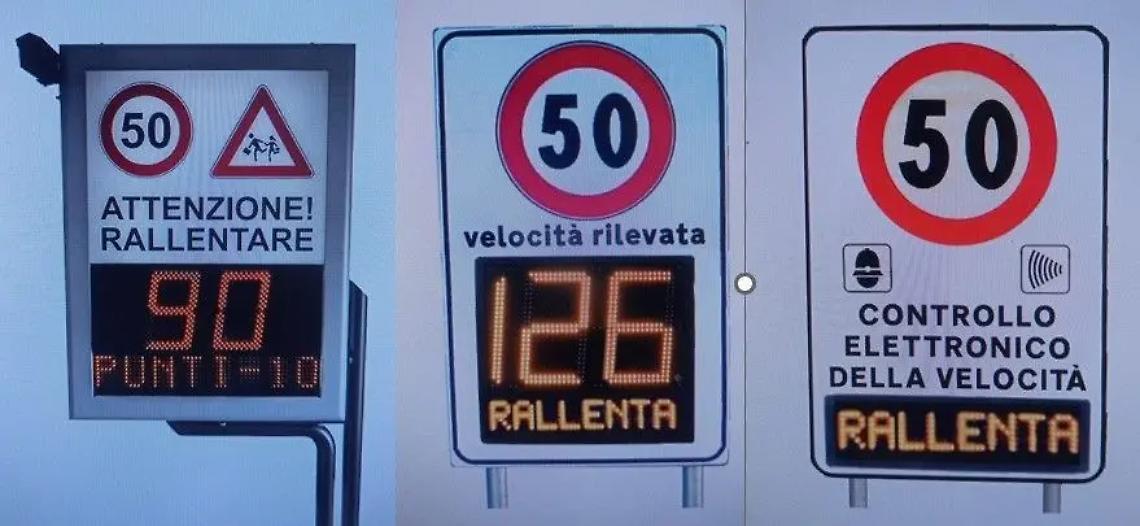 50
ATTENZIONE!
RALLENTARE
90
PUNTI-10
50
velocità rilevata
126
RALLENTA
50
CONTROLLO
ELETTRONICO
DELLA VELOCITÀ
RALLENTA